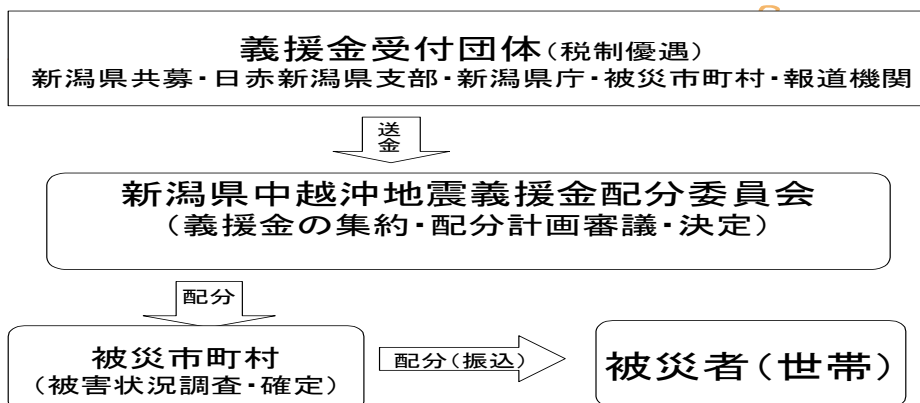 義援金受付団体(税制優遇)
新潟県共募・日赤新潟県支部・新潟県庁・被災市町村・報道機関
送金
新潟県中越沖地震義援金配分委員会
(義援金の集約・配分計画審議・決定)
配分
被災市町村
(被害状況調査・確定)
配分(振込)
被災者(世帯)